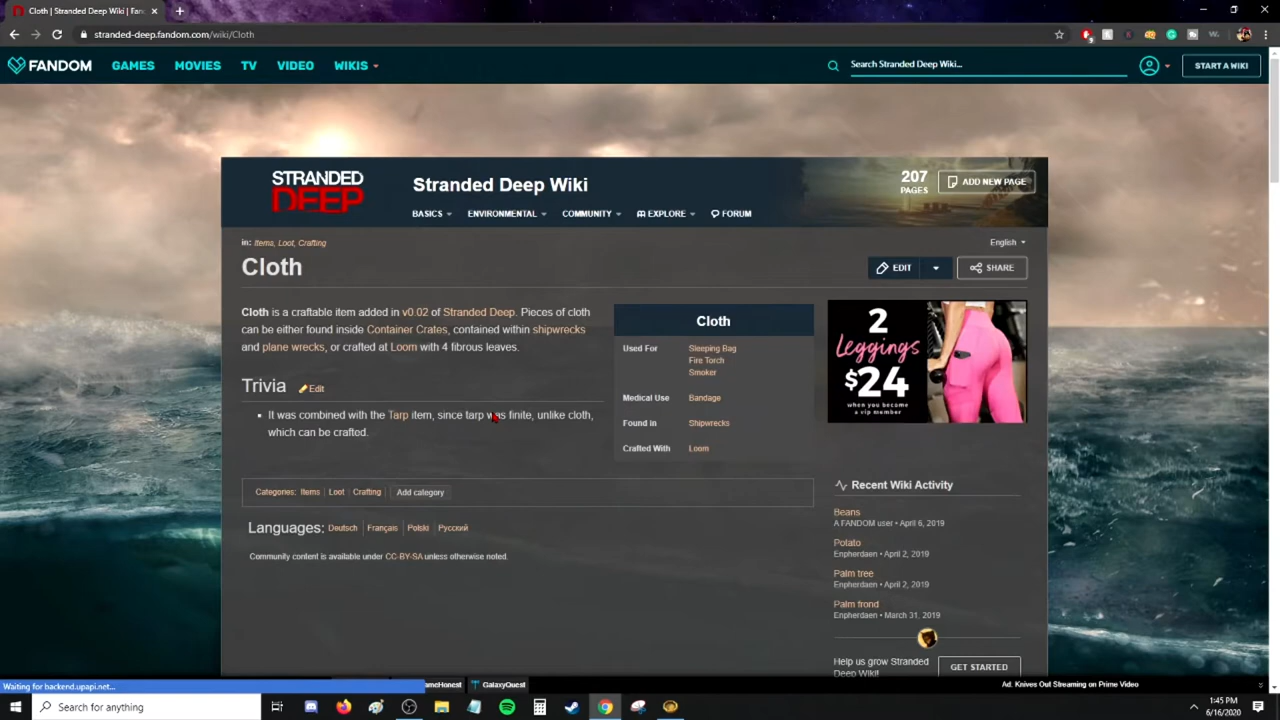 Cloth | Stranded Deep Wiki | Fan
stranded-deep.fandom.com/wiki/Cloth
FANDOM GAMES MOVIES TV VIDEO WIKIS
Search Stranded Deep Wiki...
START A WIKI
STRANDED DEEP
Stranded Deep Wiki
207 PAGES
ADD NEW PAGE
BASICS ENVIRONMENTAL COMMUNITY EXPLORE FORUM
in: Items, Loot, Crafting
English
Cloth
EDIT
SHARE
Cloth is a craftable item added in v0.02 of Stranded Deep. Pieces of cloth
can be either found inside Container Crates, contained within shipwrecks
and plane wrecks, or crafted at Loom with 4 fibrous leaves.
Trivia Edit
It was combined with the Tarp item, since tarp was finite, unlike cloth,
which can be crafted.
Cloth
Used For Sleeping Bag
Fire Torch
Smoker
Medical Use Bandage
Found in Shipwrecks
Crafted With Loom
2
Leggings
$24
when you become
a vip member
Categories: Items Loot Crafting Add category
Languages: Deutsch Français Polski Русский
Community content is available under CC-BY-SA unless otherwise noted.
Recent Wiki Activity
Beans
A FANDOM user • April 6, 2019
Potato
Enpherdaen • April 2, 2019
Palm tree
Enpherdaen • April 2, 2019
Palm frond
Enpherdaen • March 31, 2019
Help us grow Stranded
Deep Wiki!
GET STARTED
Waiting for backend.upapi.net...
ameHonest
GalaxyQuest
Ad. Knives Out Streaming on Prime Video
Search for anything
1:45 PM
6/16/2020